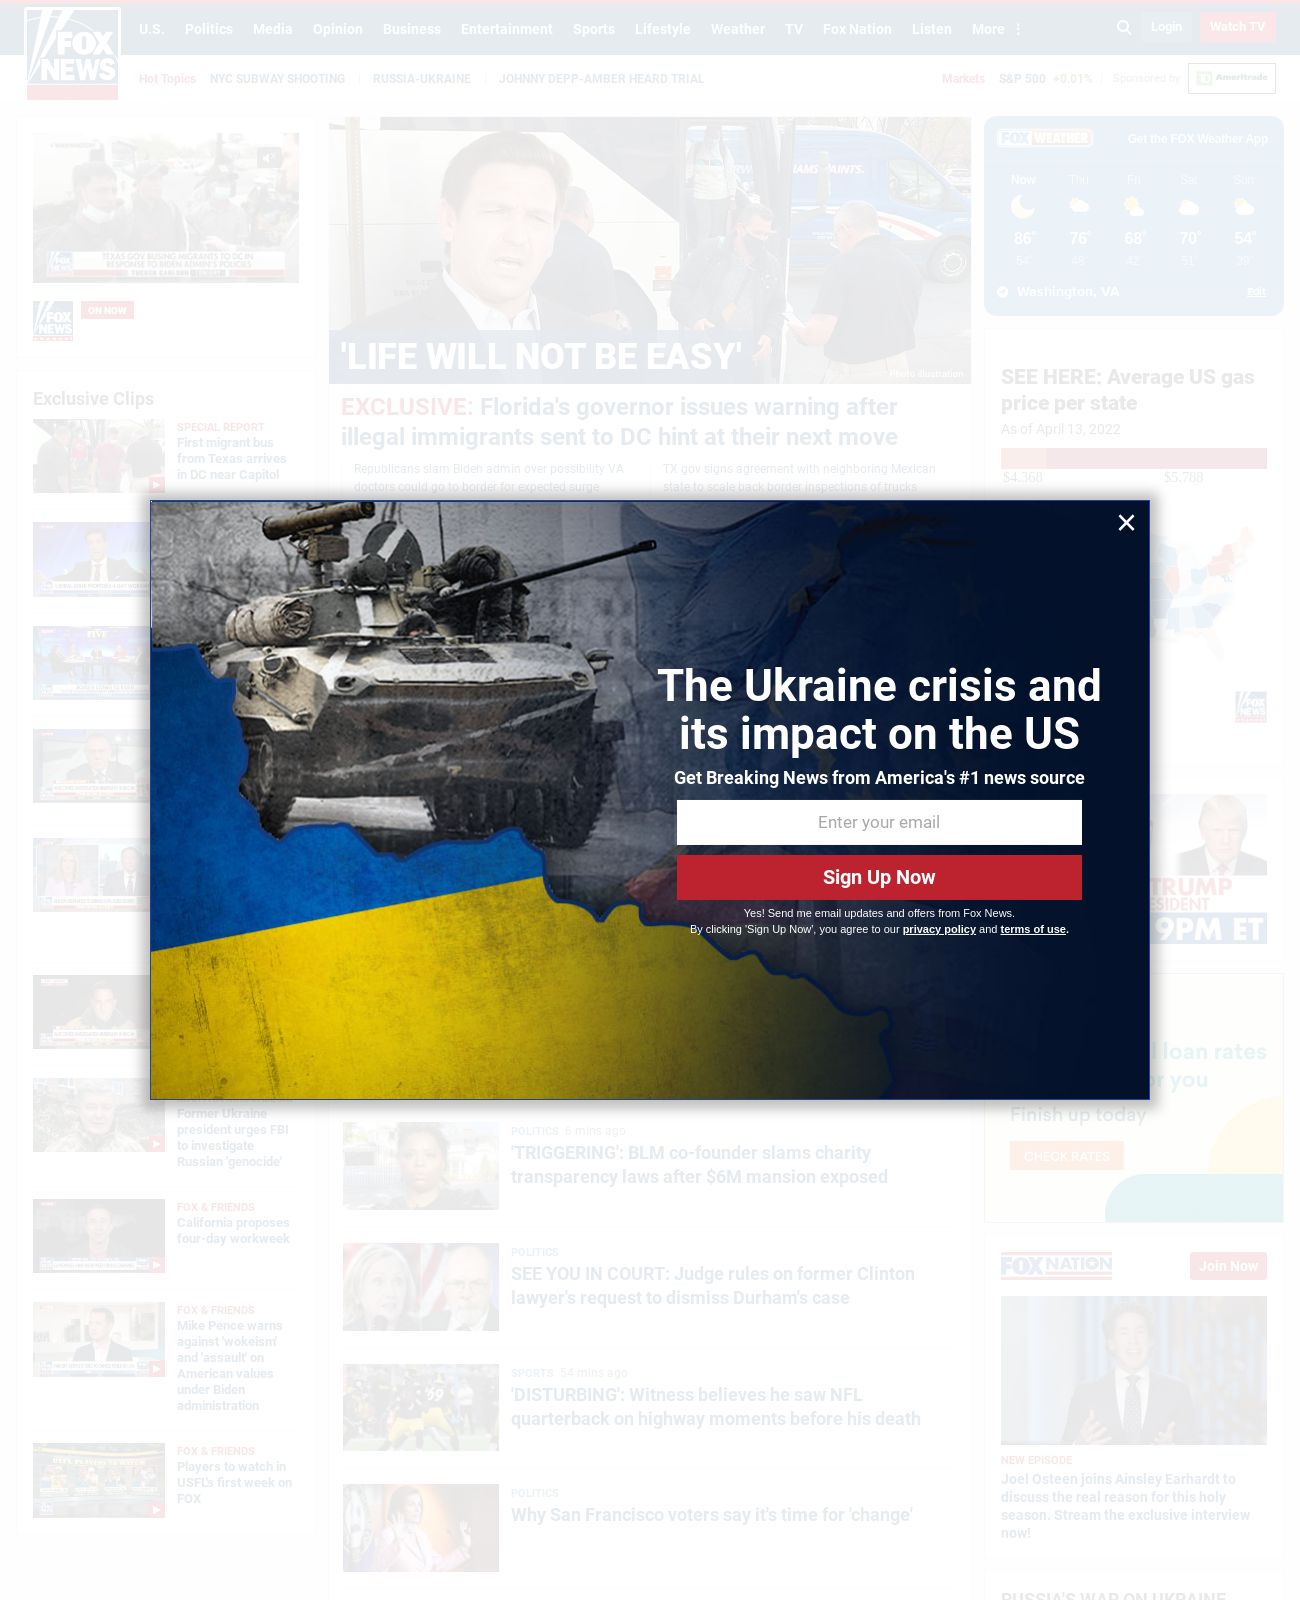 U.S. Politics Media Opinion Business Entertainment Sports Lifestyle Weather TV Fox Nation Listen More Login Watch TV
FOX
NEWS
Hot Topics NYC SUBWAY SHOOTING RUSSIA-UKRAINE JOHNNY DEPP-AMBER HEARD TRIAL
Markets S&P 500 +0.01% Sponsored by TD Ameritrade
TEXAS GOV BUSING MIGRANTS TO DC IN
RESPONSE TO BIDEN ADMIN'S POLICIES
TUCKER CARLSON TONIGHT
FOX
NEWS
ON NOW
Exclusive Clips
SPECIAL REPORT
First migrant bus
from Texas arrives
in DC near Capitol
Former Ukraine
president urges FBI
to investigate
Russian 'genocide'
FOX & FRIENDS
California proposes
four-day workweek
FOX & FRIENDS
Mike Pence warns
against 'wokeism'
and 'assault' on
American values
under Biden
administration
FOX & FRIENDS
Players to watch in
USFL's first week on
FOX
'LIFE WILL NOT BE EASY'
Photo illustration
EXCLUSIVE: Florida's governor issues warning after
illegal immigrants sent to DC hint at their next move
Republicans slam Biden admin over possibility VA
doctors could go to border for expected surge
TX gov signs agreement with neighboring Mexican
state to scale back border inspections of trucks
The Ukraine crisis and
its impact on the US
Get Breaking News from America's #1 news source
Enter your email
Sign Up Now
Yes! Send me email updates and offers from Fox News.
By clicking 'Sign Up Now', you agree to our privacy policy and terms of use.
POLITICS 6 mins ago
'TRIGGERING': BLM co-founder slams charity
transparency laws after $6M mansion exposed
POLITICS
SEE YOU IN COURT: Judge rules on former Clinton
lawyer's request to dismiss Durham's case
SPORTS 54 mins ago
'DISTURBING': Witness believes he saw NFL
quarterback on highway moments before his death
POLITICS
Why San Francisco voters say it's time for 'change'
FOX WEATHER Get the FOX Weather App
Now Thu Fri Sat Sun
86° 76° 68° 70° 54°
54° 48° 42° 51° 39°
Washington, VA Edit
SEE HERE: Average US gas
price per state
As of April 13, 2022
$4.368 $5.788
FOX
NEWS
TRUMP
9PM ET
loan rates
you
Finish up today
CHECK RATES
FOX NATION Join Now
NEW EPISODE
Joel Osteen joins Ainsley Earhardt to
discuss the real reason for this holy
season. Stream the exclusive interview
now!
RUSSIA'S WAR ON UKRAINE